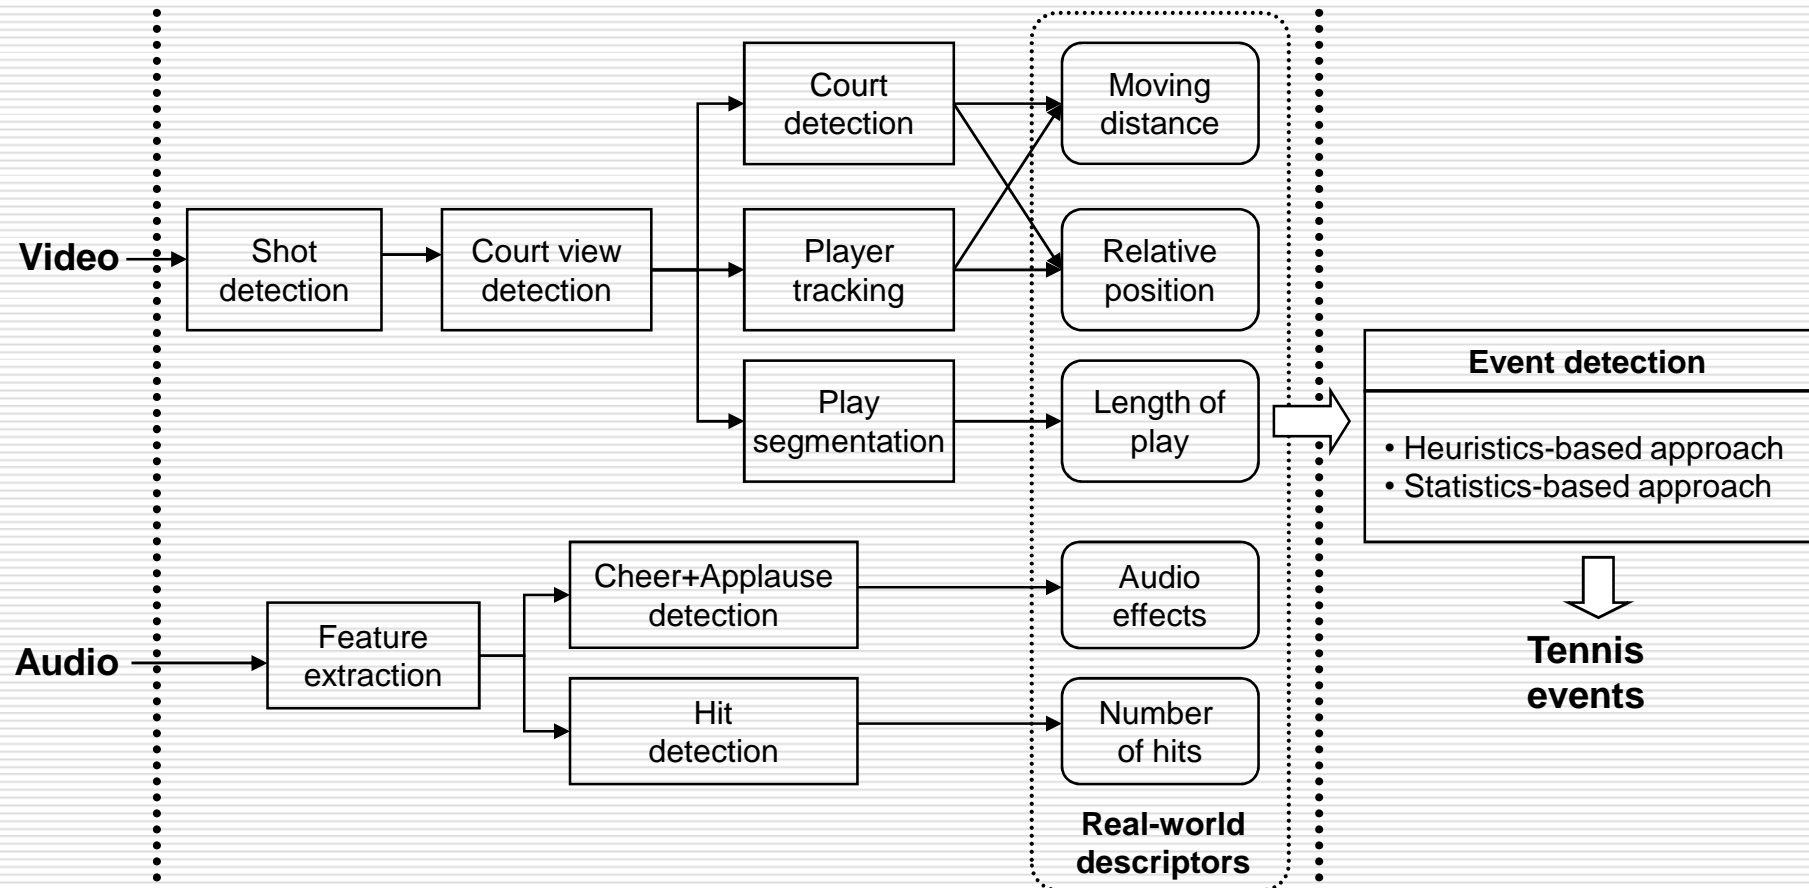 Video
Shot
detection
Court view
detection
Court
detection
Player
tracking
Play
segmentation
Moving
distance
Relative
position
Length of
play
Audio
Feature
extraction
Cheer+Applause
detection
Hit
detection
Audio
effects
Number
of hits
Real-world
descriptors
Event detection
• Heuristics-based approach
• Statistics-based approach
Tennis
events